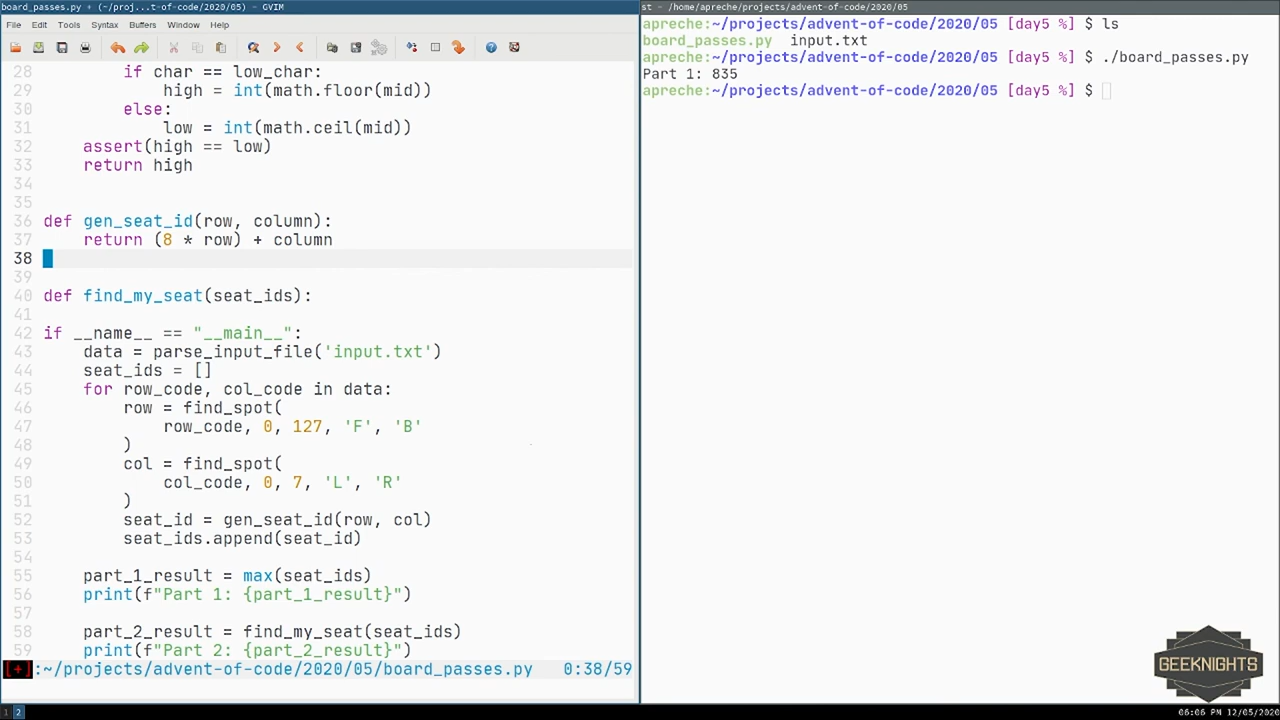 board_passes.py + (~/proj...t-of-code/2020/05) - GVIM
File Edit Tools Syntax Buffers Window Help
28         if char == low_char:
29             high = int(math.floor(mid))
30         else:
31             low = int(math.ceil(mid))
32     assert(high == low)
33     return high
34
35
36 def gen_seat_id(row, column):
37     return (8 * row) + column
38
39
40 def find_my_seat(seat_ids):
41
42 if __name__ == "__main__":
43     data = parse_input_file('input.txt')
44     seat_ids = []
45     for row_code, col_code in data:
46         row = find_spot(
47             row_code, 0, 127, 'F', 'B'
48         )
49         col = find_spot(
50             col_code, 0, 7, 'L', 'R'
51         )
52         seat_id = gen_seat_id(row, col)
53         seat_ids.append(seat_id)
54
55     part_1_result = max(seat_ids)
56     print(f"Part 1: {part_1_result}")
57
58     part_2_result = find_my_seat(seat_ids)
59     print(f"Part 2: {part_2_result}")
[+]:~/projects/advent-of-code/2020/05/board_passes.py 0:38/59
st - /home/apreche/projects/advent-of-code/2020/05
apreche:~/projects/advent-of-code/2020/05 [day5 %] $ ls
board_passes.py  input.txt
apreche:~/projects/advent-of-code/2020/05 [day5 %] $ ./board_passes.py
Part 1: 835
apreche:~/projects/advent-of-code/2020/05 [day5 %] $
GEEKNIGHTS
1 2
06:06 PM 12/05/2020